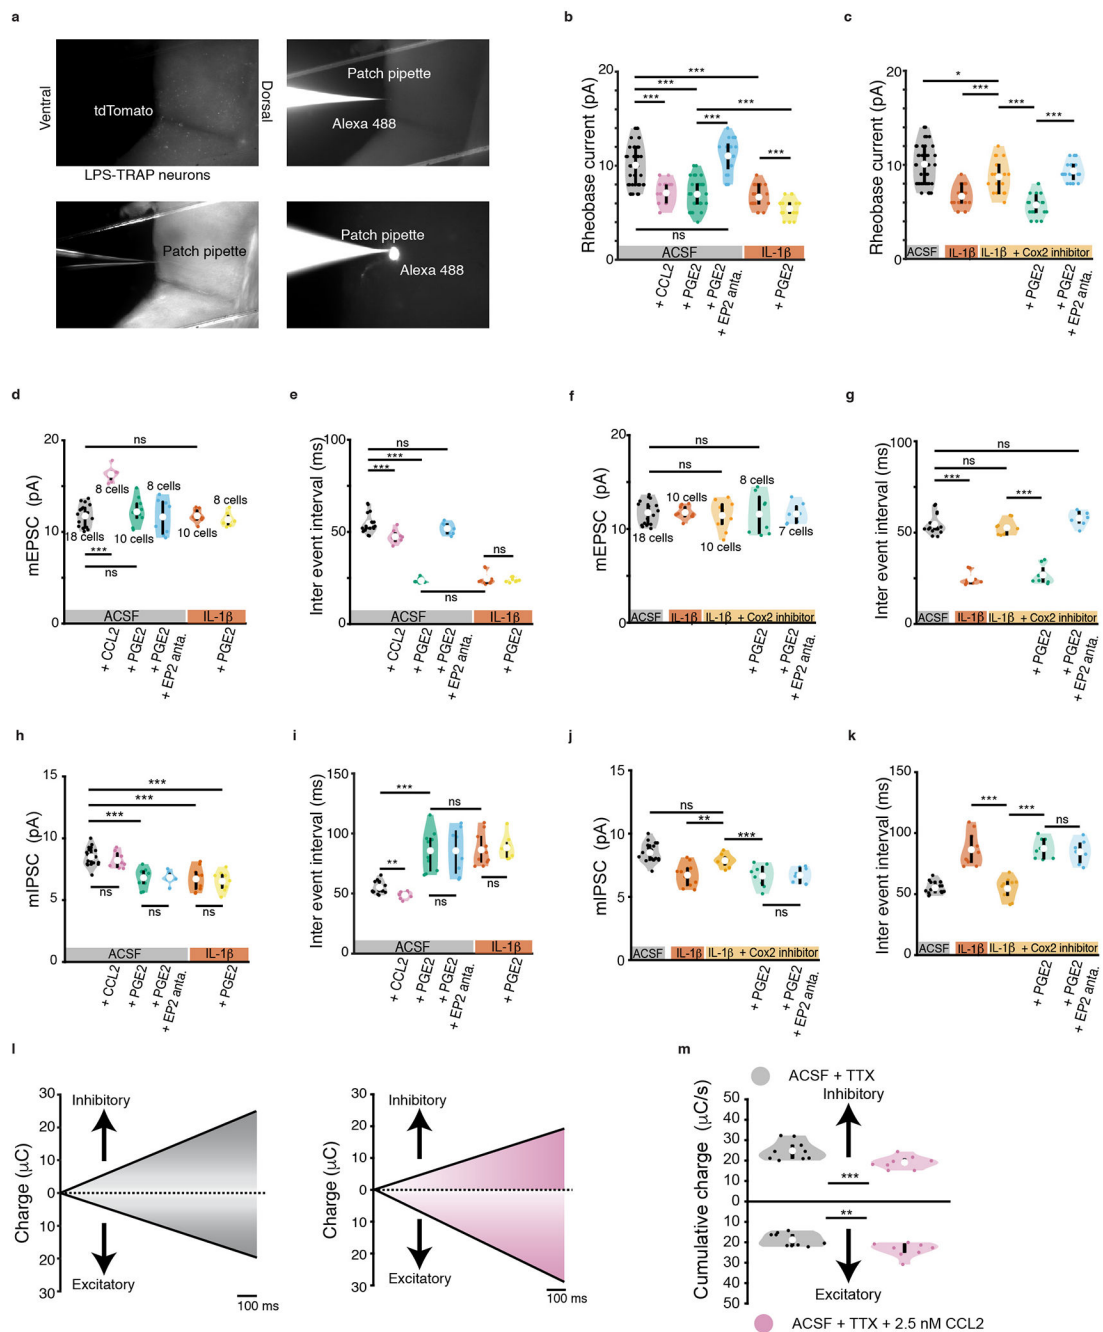 a
Ventral
tdTomato
LPS-TRAP neurons
Dorsal
Patch pipette
Alexa 488
Patch pipette
Patch pipette
Alexa 488
b
Rheobase current (pA)
20
10
0
***
***
***
***
***
***
ns
ACSF
IL-1β
+ CCL2
+ PGE2
+ PGE2
+ EP2 anta.
+ PGE2
c
Rheobase current (pA)
20
10
0
*
***
***
***
ACSF
IL-1β
IL-1β + Cox2 inhibitor
+ PGE2
+ PGE2
+ EP2 anta.
d
mEPSC (pA)
20
10
0
ns
8 cells
8 cells
8 cells
18 cells
10 cells
10 cells
***
ns
ACSF
IL-1β
+ CCL2
+ PGE2
+ PGE2
+ EP2 anta.
+ PGE2
e
Inter event interval (ms)
100
50
0
ns
***
***
ns
ns
ACSF
IL-1β
+ CCL2
+ PGE2
+ PGE2
+ EP2 anta.
+ PGE2
f
mEPSC (pA)
20
10
0
ns
ns
8 cells
10 cells
18 cells
10 cells
7 cells
ACSF
IL-1β
IL-1β + Cox2 inhibitor
+ PGE2
+ PGE2
+ EP2 anta.
g
Inter event interval (ms)
100
50
0
ns
ns
***
***
ACSF
IL-1β
IL-1β + Cox2 inhibitor
+ PGE2
+ PGE2
+ EP2 anta.
h
mIPSC (pA)
15
10
5
0
***
***
***
ns
ns
ns
ACSF
IL-1β
+ CCL2
+ PGE2
+ PGE2
+ EP2 anta.
+ PGE2
i
Inter event interval (ms)
150
100
50
0
***
ns
**
ns
ns
ACSF
IL-1β
+ CCL2
+ PGE2
+ PGE2
+ EP2 anta.
+ PGE2
j
mIPSC (pA)
15
10
5
0
ns
**
***
ns
ACSF
IL-1β
IL-1β + Cox2 inhibitor
+ PGE2
+ PGE2
+ EP2 anta.
k
Inter event interval (ms)
150
100
50
0
***
***
ns
ACSF
IL-1β
IL-1β + Cox2 inhibitor
+ PGE2
+ PGE2
+ EP2 anta.
l
Charge (μC)
30
20
10
0
10
20
30
Inhibitory
Excitatory
100 ms
Charge (μC)
30
20
10
0
10
20
30
Inhibitory
Excitatory
100 ms
m
ACSF + TTX
Inhibitory
Cumulative charge (μC/s)
50
40
30
20
10
0
10
20
30
40
50
***
**
Excitatory
ACSF + TTX + 2.5 nM CCL2